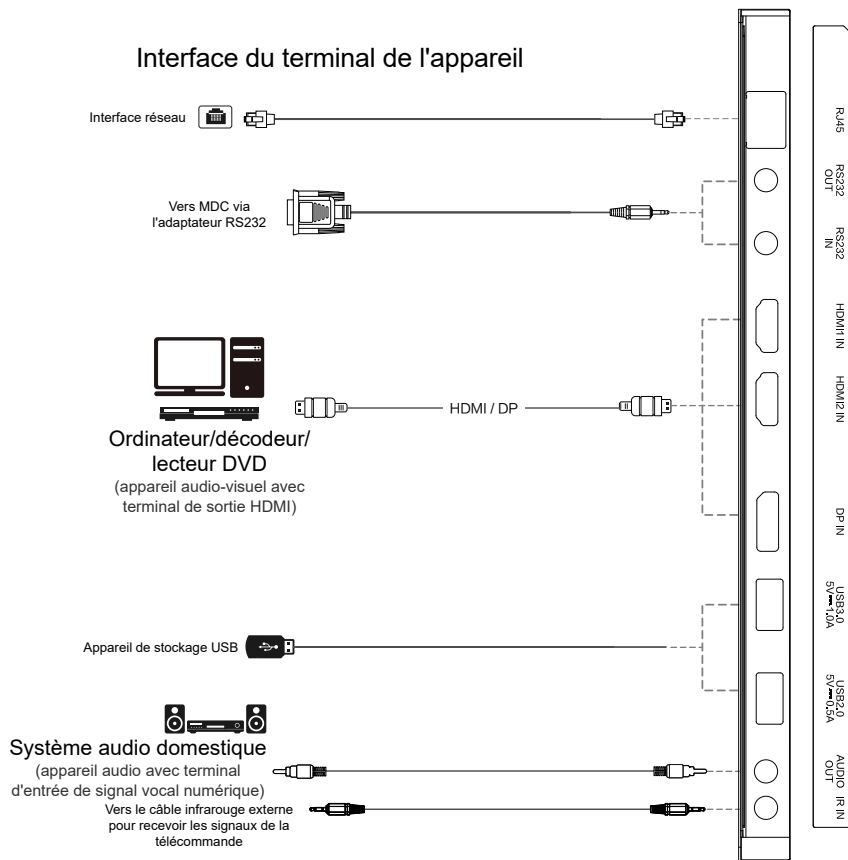 Interface du terminal de l'appareil
Interface réseau
Vers MDC via
l'adaptateur RS232
HDMI / DP
Ordinateur/décodeur/
lecteur DVD
(appareil audio-visuel avec
terminal de sortie HDMI)
Appareil de stockage USB
Système audio domestique
(appareil audio avec terminal
d'entrée de signal vocal numérique)
Vers le câble infrarouge externe
pour recevoir les signaux de la
télécommande
RJ45
RS232
OUT
RS232
IN
HDMI1 IN
HDMI2 IN
DP IN
USB3.0
5V⎓1.0A
USB2.0
5V⎓0.5A
AUDIO
OUT
IR IN